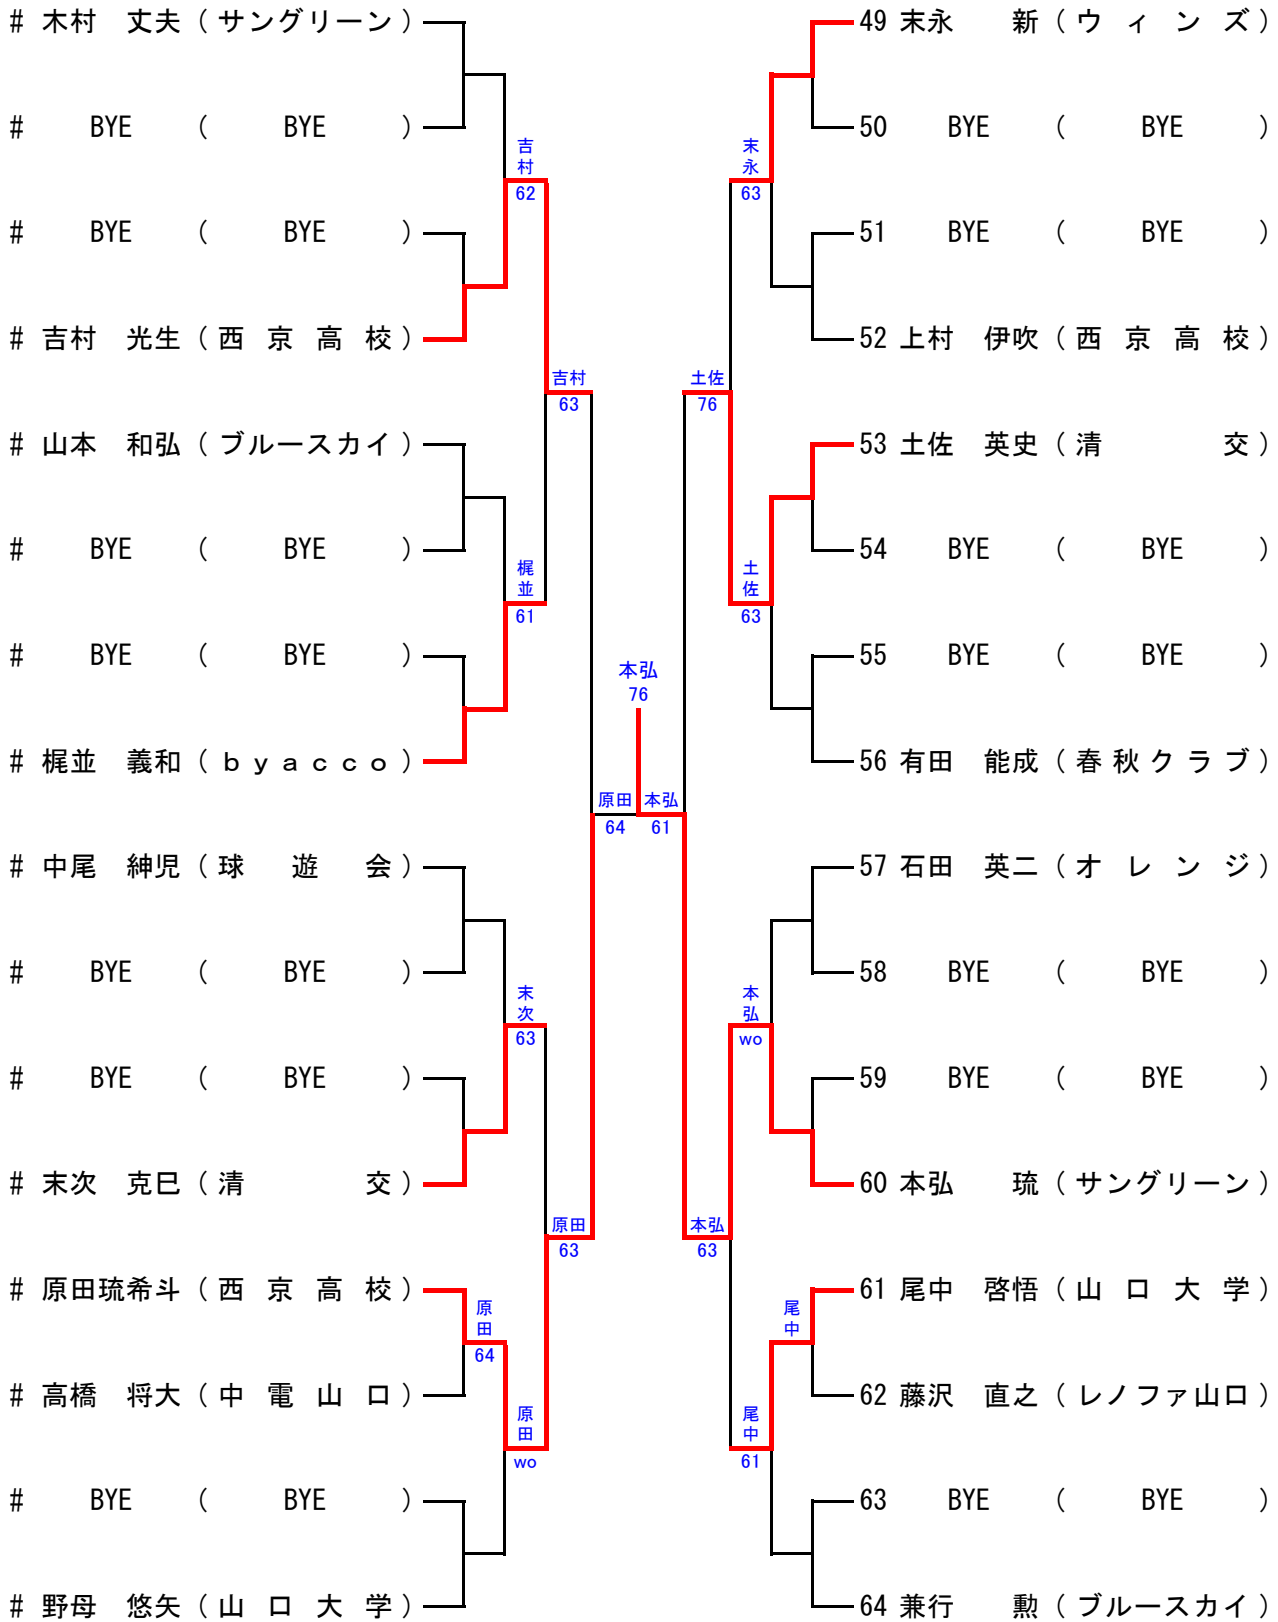 # 木村 丈夫 ( サングリーン )
# BYE ( BYE )
吉村
62
# BYE ( BYE )
# 吉村 光生 ( 西京高校 )
吉村
63
# 山本 和弘 ( ブルースカイ )
# BYE ( BYE )
梶並
61
# BYE ( BYE )
# 梶並 義和 ( byacco )
原田
64
# 中尾 紳児 ( 球遊会 )
# BYE ( BYE )
末次
63
# BYE ( BYE )
# 末次 克巳 ( 清交 )
原田
63
# 原田琉希斗 ( 西京高校 )
原田
64
# 高橋 将大 ( 中電山口 )
原田
wo
# BYE ( BYE )
# 野母 悠矢 ( 山口大学 )
本弘
76
49 末永 新 ( ウィンズ )
50 BYE ( BYE )
末永
63
51 BYE ( BYE )
52 上村 伊吹 ( 西京高校 )
土佐
76
53 土佐 英史 ( 清交 )
54 BYE ( BYE )
土佐
63
55 BYE ( BYE )
56 有田 能成 ( 春秋クラブ )
本弘
61
57 石田 英二 ( オレンジ )
58 BYE ( BYE )
本弘
wo
59 BYE ( BYE )
60 本弘 琉 ( サングリーン )
本弘
63
61 尾中 啓悟 ( 山口大学 )
尾中
62 藤沢 直之 ( レノファ山口 )
尾中
61
63 BYE ( BYE )
64 兼行 勲 ( ブルースカイ )